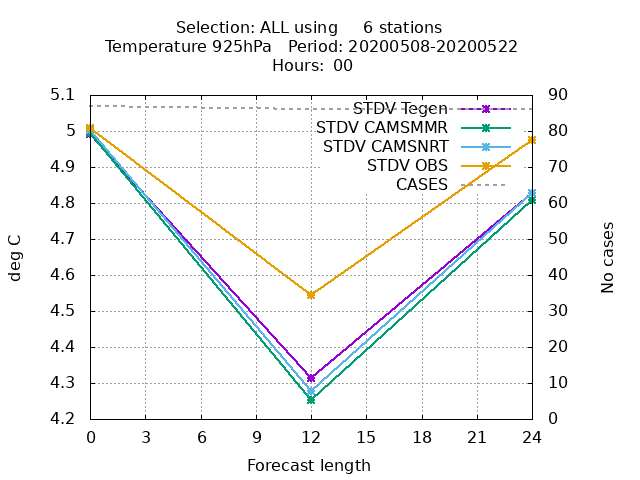 Selection: ALL using     6 stations
Temperature 925hPa   Period: 20200508-20200522
Hours:  00
5.1
5
4.9
4.8
4.7
4.6
4.5
4.4
4.3
4.2
90
80
70
60
50
40
30
20
10
0
deg C
No cases
STDV Tegen
STDV CAMSMMR
STDV CAMSNRT
STDV OBS
CASES
0 3 6 9 12 15 18 21 24
Forecast length